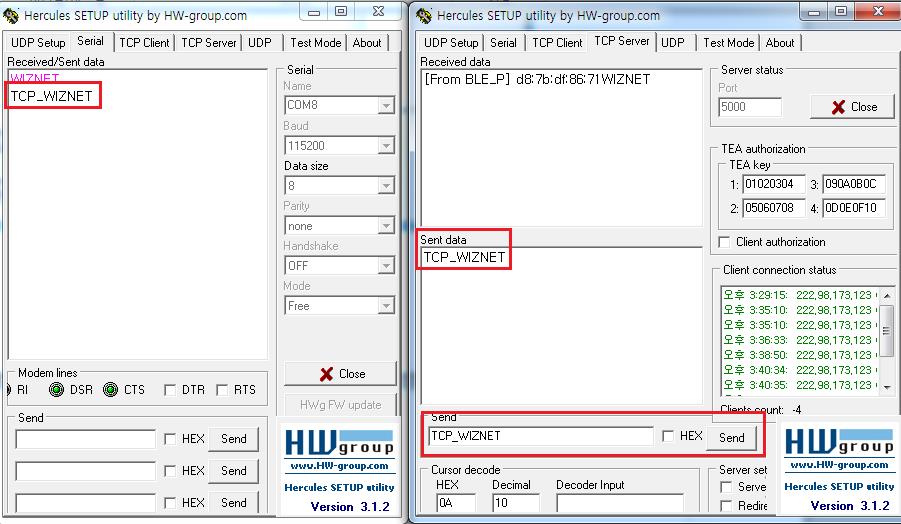 Hercules SETUP utility by HW-group.com
UDP Setup Serial TCP Client TCP Server UDP Test Mode About
Received/Sent data
WIZNET
TCP_WIZNET
Serial
Name
COM8
Baud
115200
Data size
8
Parity
none
Handshake
OFF
Mode
Free
Modem lines
RI DSR CTS DTR RTS
Close
HWg FW update
Send
HEX Send
HEX Send
HEX Send
HW group
www.HW-group.com
Hercules SETUP utility
Version 3.1.2
Hercules SETUP utility by HW-group.com
UDP Setup Serial TCP Client TCP Server UDP Test Mode About
Received data
[From BLE_P] d8:7b:df:86:71WIZNET
Sent data
TCP_WIZNET
Server status
Port
5000 Close
TEA authorization
TEA key
1: 01020304 3: 090A0B0C
2: 05060708 4: 0D0E0F10
Client authorization
Client connection status
오후 3:29:15: 222,98,173,123
오후 3:35:10: 222,98,173,123
오후 3:35:10: 222,98,173,123
오후 3:36:33: 222,98,173,123
오후 3:38:50: 222,98,173,123
오후 3:40:34: 222,98,173,123
오후 3:40:35: 222,98,173,123
Clients count: -4
Send
TCP_WIZNET HEX Send
Cursor decode
HEX Decimal Decoder Input
0A 10
Server set
Serve
Redire
HW group
www.HW-group.com
Hercules SETUP utility
Version 3.1.2